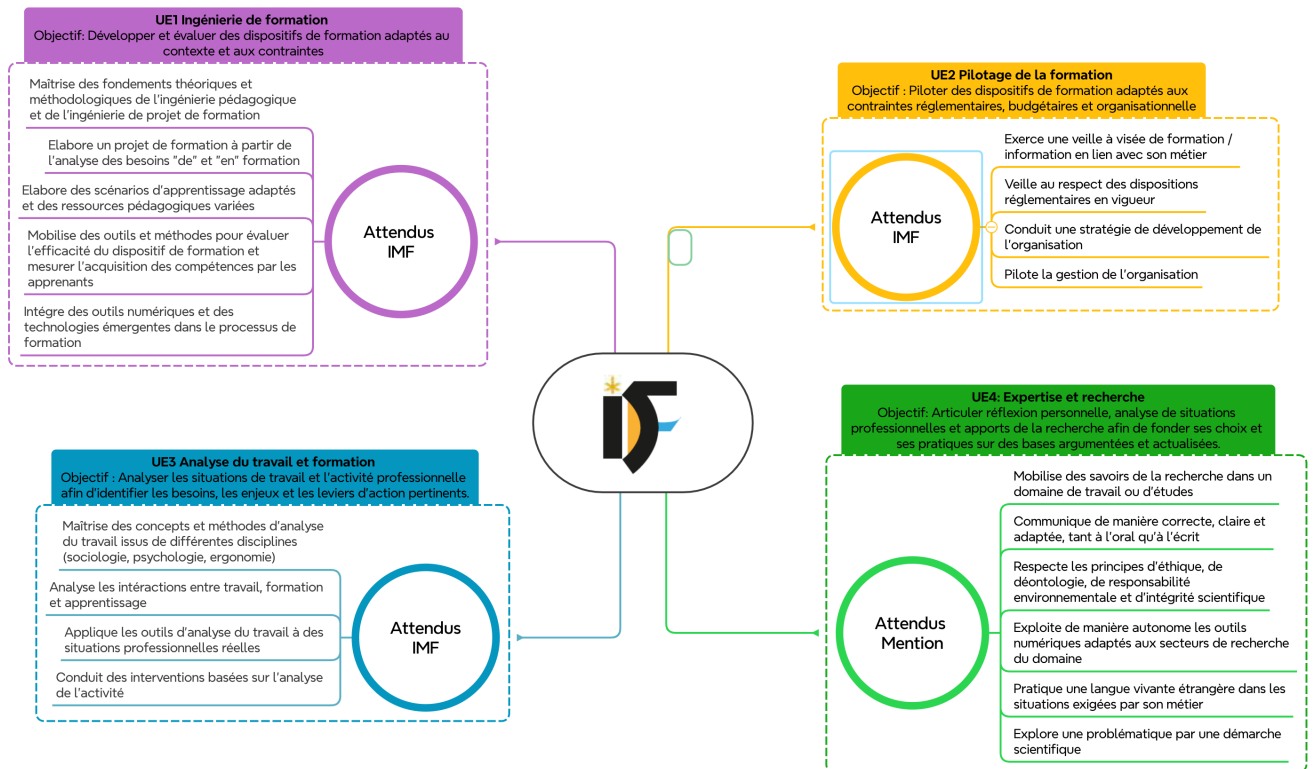 UE1 Ingénierie de formation
Objectif: Développer et évaluer des dispositifs de formation adaptés au
contexte et aux contraintes
Maîtrise des fondements théoriques et
méthodologiques de l'ingénierie pédagogique
et de l'ingénierie de projet de formation
Elabore un projet de formation à partir de
l'analyse des besoins "de" et "en" formation
Elabore des scénarios d'apprentissage adaptés
et des ressources pédagogiques variées
Mobilise des outils et méthodes pour évaluer
l'efficacité du dispositif de formation et
mesurer l'acquisition des compétences par les
apprenants
Intégre des outils numériques et des
technologies émergentes dans le processus de
formation
Attendus
IMF
UE2 Pilotage de la formation
Objectif : Piloter des dispositifs de formation adaptés aux
contraintes réglementaires, budgétaires et organisationnelle
Attendus
IMF
Exerce une veille à visée de formation /
information en lien avec son métier
Veille au respect des dispositions
réglementaires en vigueur
Conduit une stratégie de développement de
l'organisation
Pilote la gestion de l'organisation
iDF
UE3 Analyse du travail et formation
Objectif : Analyser les situations de travail et l'activité professionnelle
afin d'identifier les besoins, les enjeux et les leviers d'action pertinents.
Maîtrise des concepts et méthodes d'analyse
du travail issus de différentes disciplines
(sociologie, psychologie, ergonomie)
Analyse les intéractions entre travail, formation
et apprentissage
Applique les outils d'analyse du travail à des
situations professionnelles réelles
Conduit des interventions basées sur l'analyse
de l'activité
Attendus
IMF
UE4: Expertise et recherche
Objectif: Articuler réflexion personnelle, analyse de situations
professionnelles et apports de la recherche afin de fonder ses choix et
ses pratiques sur des bases argumentées et actualisées.
Attendus
Mention
Mobilise des savoirs de la recherche dans un
domaine de travail ou d'études
Communique de manière correcte, claire et
adaptée, tant à l'oral qu'à l'écrit
Respecte les principes d'éthique, de
déontologie, de responsabilité
environnementale et d'intégrité scientifique
Exploite de manière autonome les outils
numériques adaptés aux secteurs de recherche
du domaine
Pratique une langue vivante étrangère dans les
situations exigées par son métier
Explore une problématique par une démarche
scientifique